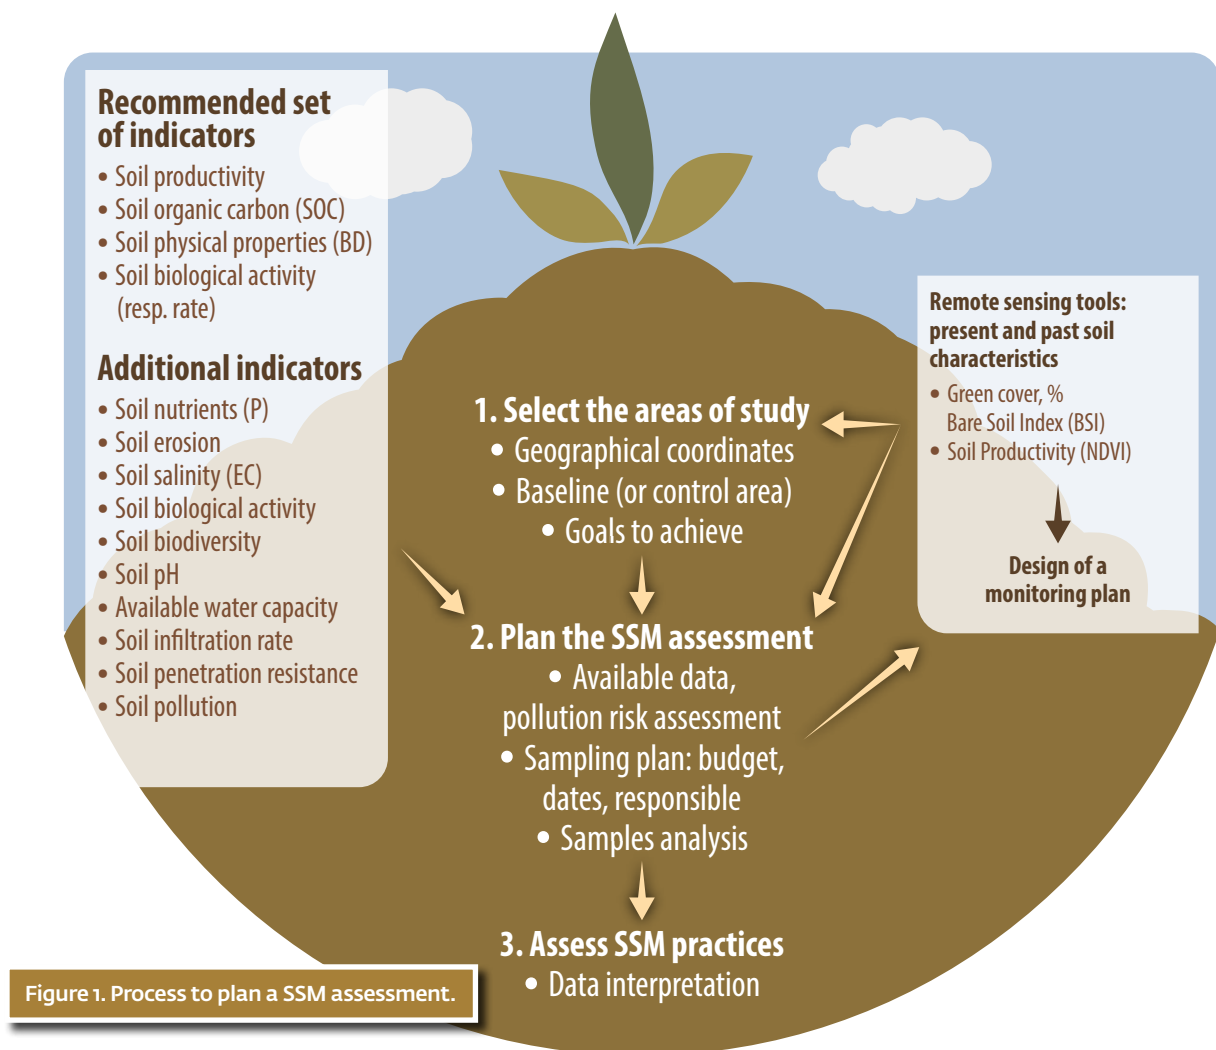 Recommended set
of indicators
• Soil productivity
• Soil organic carbon (SOC)
• Soil physical properties (BD)
• Soil biological activity
(resp. rate)
Additional indicators
• Soil nutrients (P)
• Soil erosion
• Soil salinity (EC)
• Soil biological activity
• Soil biodiversity
• Soil pH
• Available water capacity
• Soil infiltration rate
• Soil penetration resistance
• Soil pollution
1. Select the areas of study
• Geographical coordinates
• Baseline (or control area)
• Goals to achieve
2. Plan the SSM assessment
• Available data,
pollution risk assessment
• Sampling plan: budget,
dates, responsible
• Samples analysis
3. Assess SSM practices
• Data interpretation
Remote sensing tools:
present and past soil
characteristics
• Green cover, %
Bare Soil Index (BSI)
• Soil Productivity (NDVI)
Design of a
monitoring plan
Figure 1. Process to plan a SSM assessment.